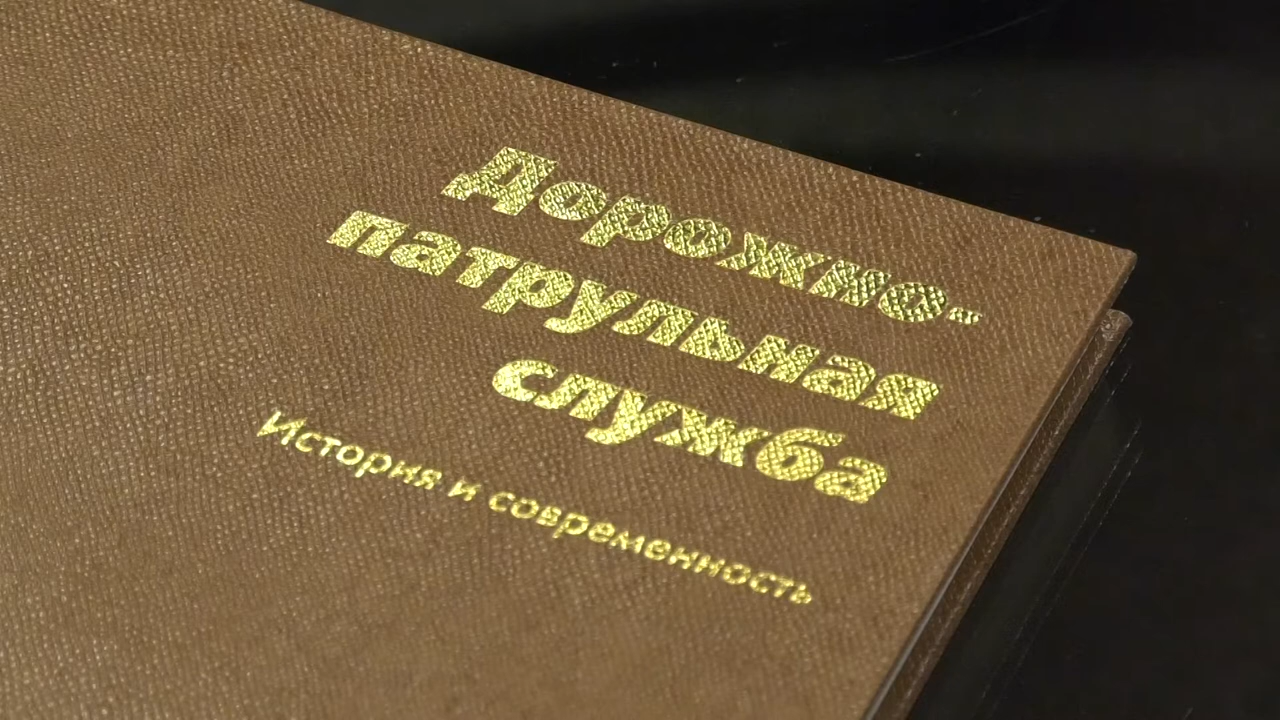 Дорожно-
патрульная
служба
История и современность